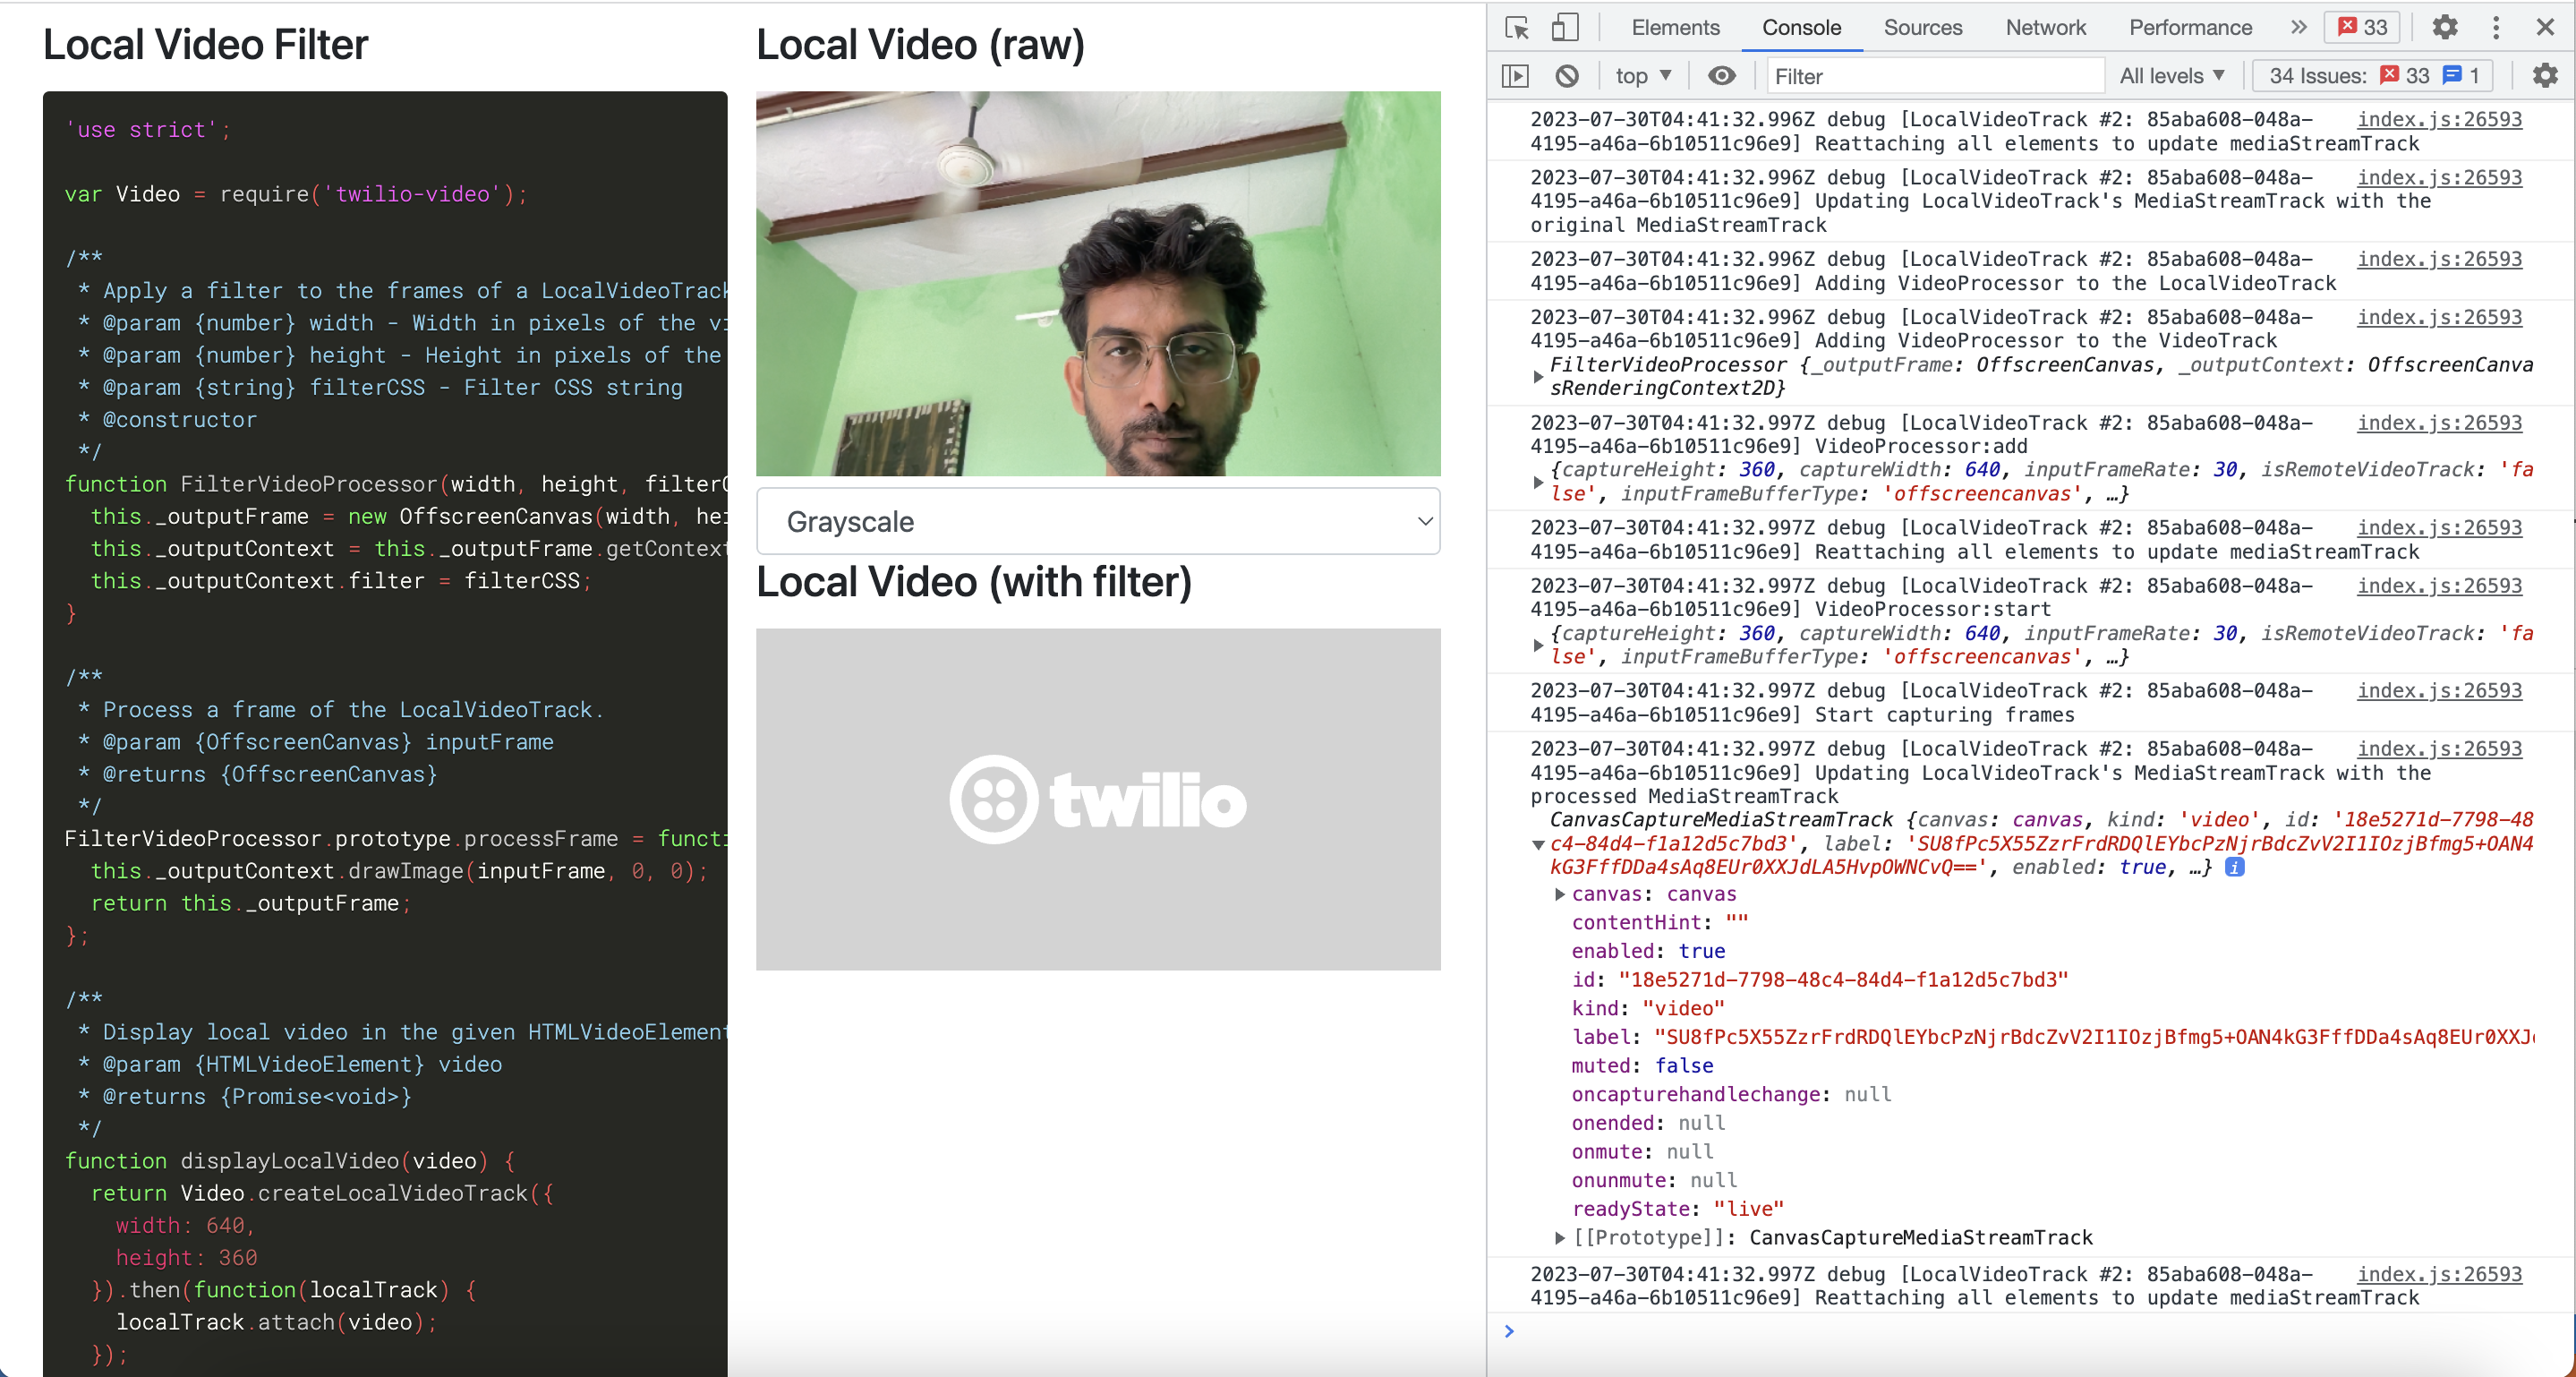 Local Video Filter
'use strict';
var Video = require('twilio-video');
/**
 * Apply a filter to the frames of a LocalVideoTrack
 * @param {number} width - Width in pixels of the
 * @param {number} height - Height in pixels of the
 * @param {string} filterCSS - Filter CSS string
 * @constructor
 */
function FilterVideoProcessor(width, height,
  this._outputFrame = new OffscreenCanvas(width,
  this._outputContext = this._outputFrame.getContext
  this._outputContext.filter = filterCSS;
}
/**
 * Process a frame of the LocalVideoTrack.
 * @param {OffscreenCanvas} inputFrame
 * @returns {OffscreenCanvas}
 */
FilterVideoProcessor.prototype.processFrame =
  this._outputContext.drawImage(inputFrame, 0, 0);
  return this._outputFrame;
};
/**
 * Display local video in the given HTMLVideoElement
 * @param {HTMLVideoElement} video
 * @returns {Promise<void>}
 */
function displayLocalVideo(video) {
  return Video.createLocalVideoTrack({
    width: 640,
    height: 360
  }).then(function(localTrack) {
    localTrack.attach(video);
  });
Local Video (raw)
Grayscale
Local Video (with filter)
twilio
Elements Console Sources Network Performance 33
top Filter All levels 34 Issues: 33 1
2023-07-30T04:41:32.996Z debug [LocalVideoTrack #2: 85aba608-048a- index.js:26593
4195-a46a-6b10511c96e9] Reattaching all elements to update mediaStreamTrack
2023-07-30T04:41:32.996Z debug [LocalVideoTrack #2: 85aba608-048a- index.js:26593
4195-a46a-6b10511c96e9] Updating LocalVideoTrack's MediaStreamTrack with the
original MediaStreamTrack
2023-07-30T04:41:32.996Z debug [LocalVideoTrack #2: 85aba608-048a- index.js:26593
4195-a46a-6b10511c96e9] Adding VideoProcessor to the LocalVideoTrack
2023-07-30T04:41:32.996Z debug [LocalVideoTrack #2: 85aba608-048a- index.js:26593
4195-a46a-6b10511c96e9] Adding VideoProcessor to the VideoTrack
FilterVideoProcessor {_outputFrame: OffscreenCanvas, _outputContext: OffscreenCanva
sRenderingContext2D}
2023-07-30T04:41:32.997Z debug [LocalVideoTrack #2: 85aba608-048a- index.js:26593
4195-a46a-6b10511c96e9] VideoProcessor:add
{captureHeight: 360, captureWidth: 640, inputFrameRate: 30, isRemoteVideoTrack: 'fa
lse', inputFrameBufferType: 'offscreencanvas', …}
2023-07-30T04:41:32.997Z debug [LocalVideoTrack #2: 85aba608-048a- index.js:26593
4195-a46a-6b10511c96e9] Reattaching all elements to update mediaStreamTrack
2023-07-30T04:41:32.997Z debug [LocalVideoTrack #2: 85aba608-048a- index.js:26593
4195-a46a-6b10511c96e9] VideoProcessor:start
{captureHeight: 360, captureWidth: 640, inputFrameRate: 30, isRemoteVideoTrack: 'fa
lse', inputFrameBufferType: 'offscreencanvas', …}
2023-07-30T04:41:32.997Z debug [LocalVideoTrack #2: 85aba608-048a- index.js:26593
4195-a46a-6b10511c96e9] Start capturing frames
2023-07-30T04:41:32.997Z debug [LocalVideoTrack #2: 85aba608-048a- index.js:26593
4195-a46a-6b10511c96e9] Updating LocalVideoTrack's MediaStreamTrack with the
processed MediaStreamTrack
CanvasCaptureMediaStreamTrack {canvas: canvas, kind: 'video', id: '18e5271d-7798-48
c4-84d4-f1a12d5c7bd3', label: 'SU8fPc5X55ZzrFrdRDQlEYbcPzNjrBdcZvV2I1IOzjBfmg5+OAN4
kG3FffDDa4sAq8EUr0XXJdLA5HvpOWNCvQ==', enabled: true, …}
canvas: canvas
contentHint: ""
enabled: true
id: "18e5271d-7798-48c4-84d4-f1a12d5c7bd3"
kind: "video"
label: "SU8fPc5X55ZzrFrdRDQlEYbcPzNjrBdcZvV2I1IOzjBfmg5+OAN4kG3FffDDa4sAq8EUr0XXJ
muted: false
oncapturehandlechange: null
onended: null
onmute: null
onunmute: null
readyState: "live"
[[Prototype]]: CanvasCaptureMediaStreamTrack
2023-07-30T04:41:32.997Z debug [LocalVideoTrack #2: 85aba608-048a- index.js:26593
4195-a46a-6b10511c96e9] Reattaching all elements to update mediaStreamTrack